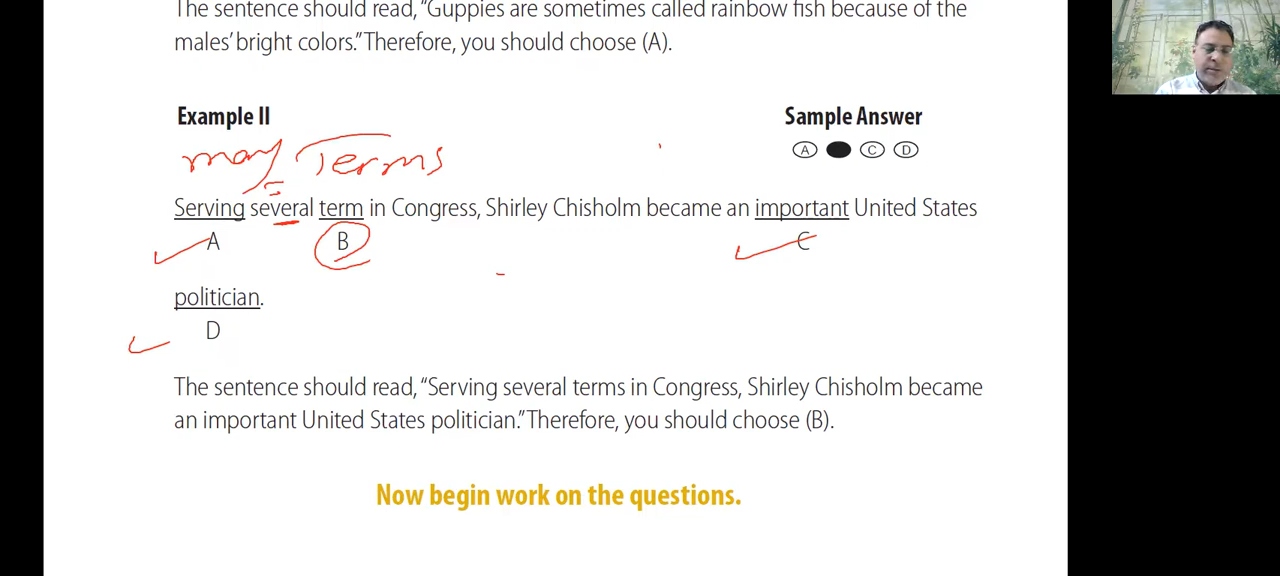 The sentence should read, “Guppies are sometimes called rainbow fish because of the
males’ bright colors.” Therefore, you should choose (A).
Example II
Sample Answer
A C D
many Terms
Serving several term in Congress, Shirley Chisholm became an important United States
A B C
politician.
D
The sentence should read, “Serving several terms in Congress, Shirley Chisholm became
an important United States politician.” Therefore, you should choose (B).
Now begin work on the questions.